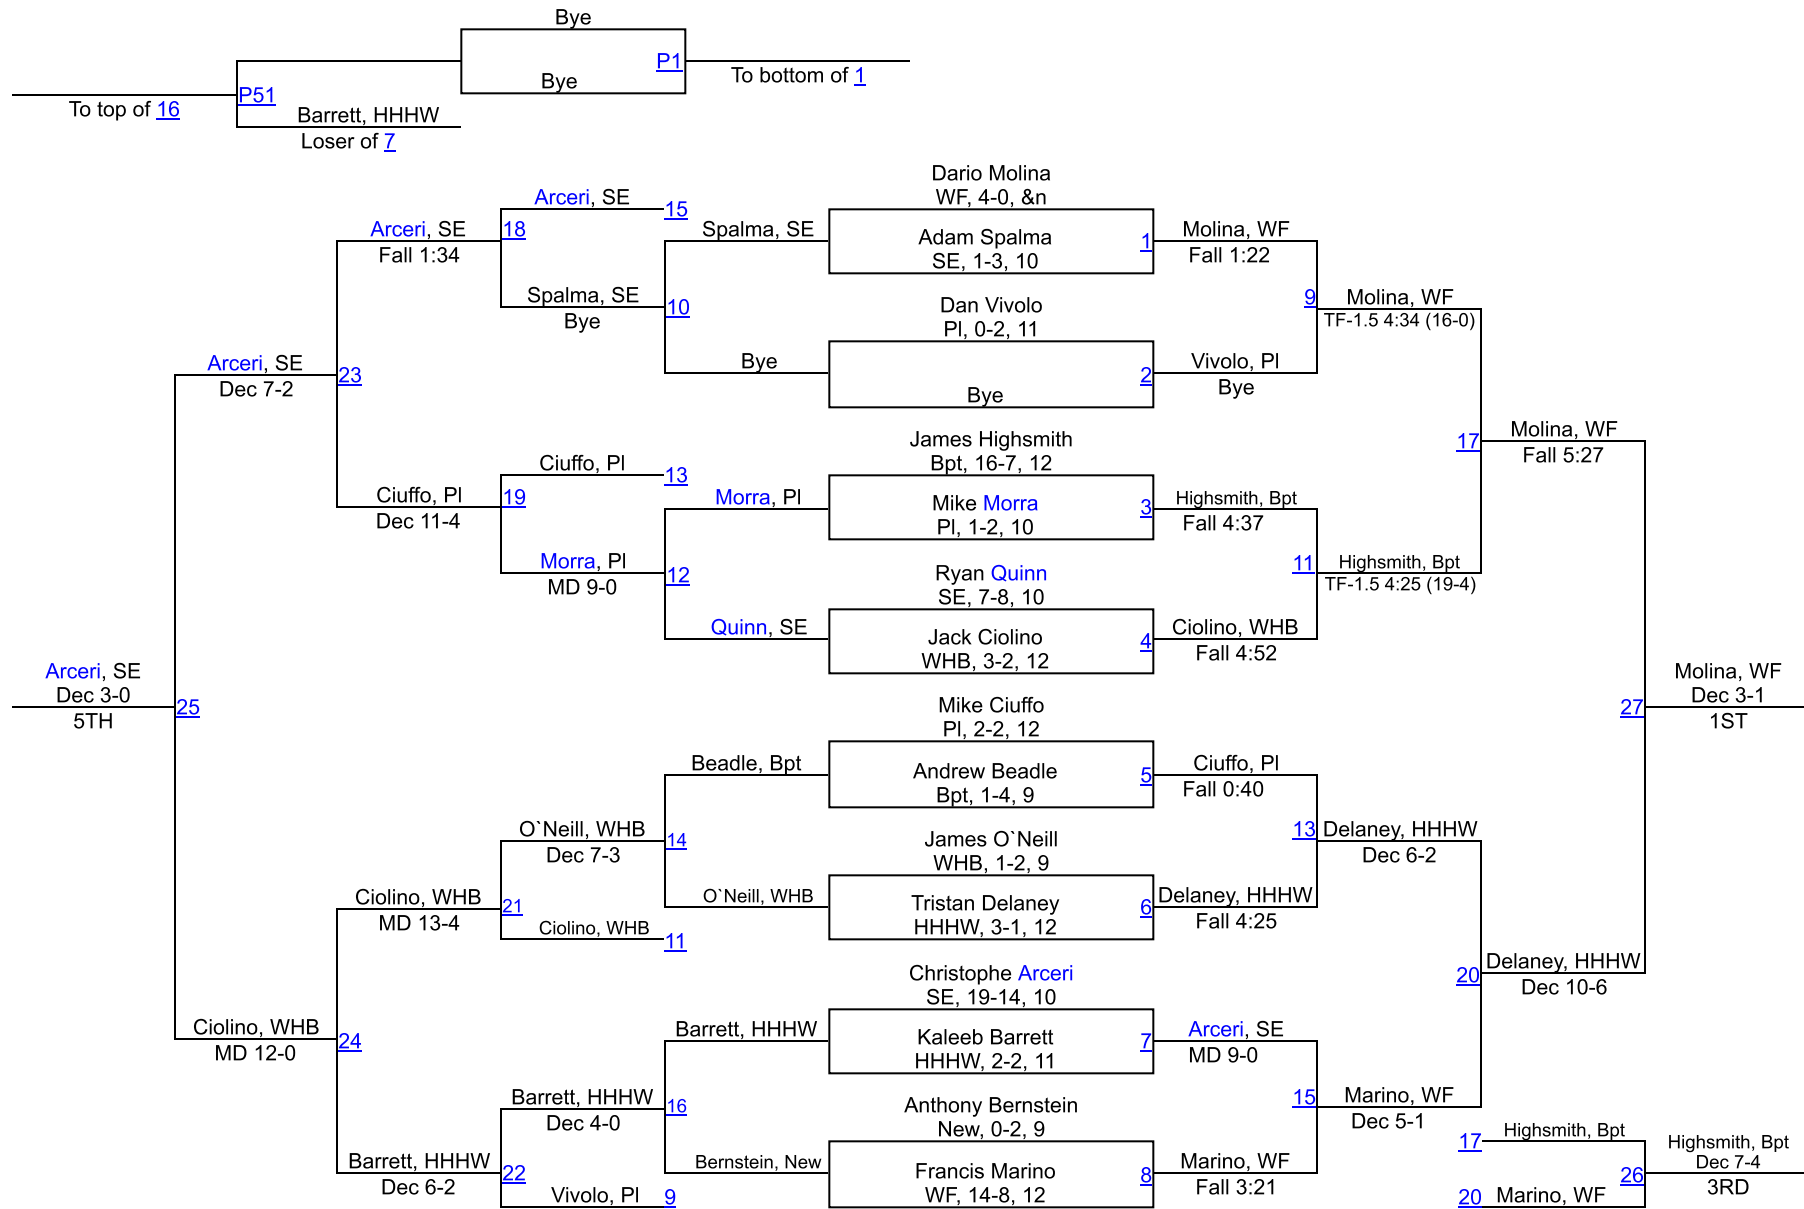 Bye
Bye
P1
To bottom of 1
P51
To top of 16
Barrett, HHHW
Loser of 7
Dario Molina
WF, 4-0, &n
Adam Spalma
SE, 1-3, 10
1
Dan Vivolo
Pl, 0-2, 11
Bye
2
James Highsmith
Bpt, 16-7, 12
Mike Morra
Pl, 1-2, 10
3
Ryan Quinn
SE, 7-8, 10
Jack Ciolino
WHB, 3-2, 12
4
Mike Ciuffo
Pl, 2-2, 12
Andrew Beadle
Bpt, 1-4, 9
5
James O`Neill
WHB, 1-2, 9
Tristan Delaney
HHHW, 3-1, 12
6
Christophe Arceri
SE, 19-14, 10
Kaleeb Barrett
HHHW, 2-2, 11
7
Anthony Bernstein
New, 0-2, 9
Francis Marino
WF, 14-8, 12
8
Molina, WF
Fall 1:22
Vivolo, Pl
Bye
Highsmith, Bpt
Fall 4:37
Ciolino, WHB
Fall 4:52
Ciuffo, Pl
Fall 0:40
Delaney, HHHW
Fall 4:25
Arceri, SE
MD 9-0
Marino, WF
Fall 3:21
9
Molina, WF
TF-1.5 4:34 (16-0)
11
Highsmith, Bpt
TF-1.5 4:25 (19-4)
13
Delaney, HHHW
Dec 6-2
15
Marino, WF
Dec 5-1
17
Molina, WF
Fall 5:27
20
Delaney, HHHW
Dec 10-6
27
Molina, WF
Dec 3-1
1ST
17
Highsmith, Bpt
20
Marino, WF
26
Highsmith, Bpt
Dec 7-4
3RD
Spalma, SE
Bye
10
Morra, Pl
Quinn, SE
12
Beadle, Bpt
O`Neill, WHB
14
Barrett, HHHW
Bernstein, New
16
Arceri, SE
15
Spalma, SE
Bye
18
Ciuffo, Pl
13
Morra, Pl
MD 9-0
19
O`Neill, WHB
Dec 7-3
Ciolino, WHB
11
21
Barrett, HHHW
Dec 4-0
Vivolo, Pl
9
22
Arceri, SE
Fall 1:34
Ciuffo, Pl
Dec 11-4
23
Ciolino, WHB
MD 13-4
Barrett, HHHW
Dec 6-2
24
Arceri, SE
Dec 7-2
Ciolino, WHB
MD 12-0
25
Arceri, SE
Dec 3-0
5TH